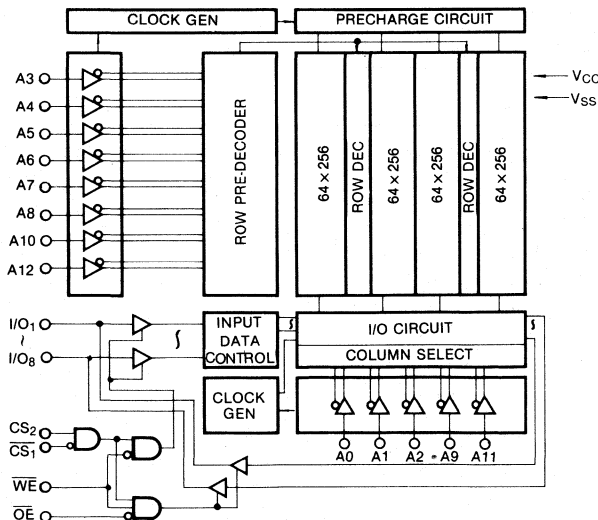 CLOCK GEN
PRECHARGE CIRCUIT
A3
A4
A5
A6
A7
A8
A10
A12
ROW PRE-DECODER
64 x 256
ROW DEC
64 x 256
64 x 256
ROW DEC
64 x 256
VCC
VSS
I/O1
~
I/O8
INPUT
DATA
CONTROL
I/O CIRCUIT
COLUMN SELECT
CLOCK
GEN
A0 A1 A2 A9 A11
CS2
CS1
WE
OE